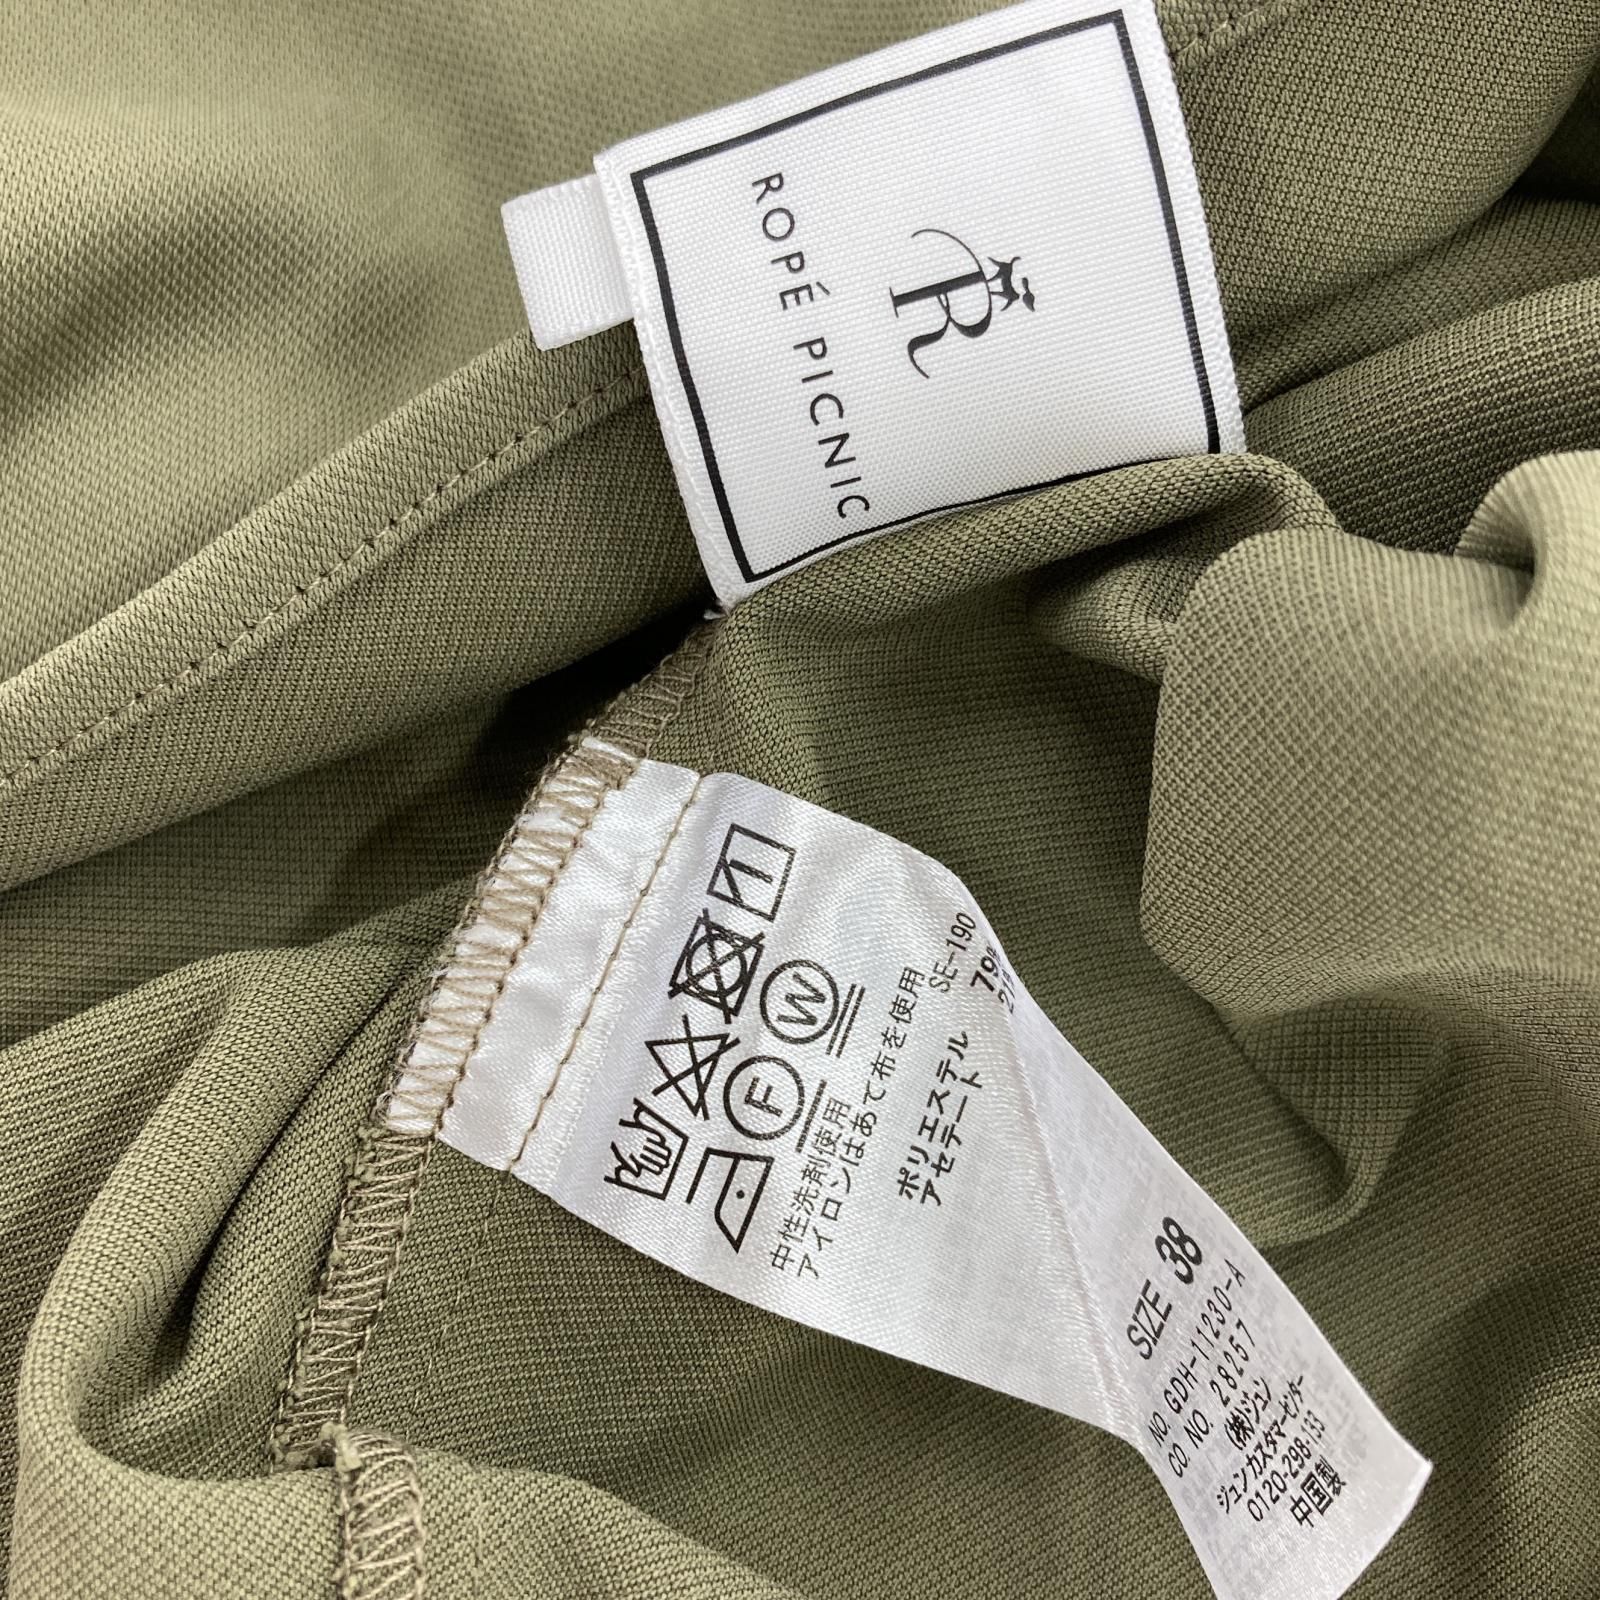 R
ROPÉ PICNIC
W
F
中性洗剤使用
アイロンはあて布を使用
SE-190
ポリエステル
アセテート
SIZE 38
NO. GDH-11230-A
CO. NO. 28257
(株)ジュン
ジュンカスタマーセンター
0120-298-133
中国製